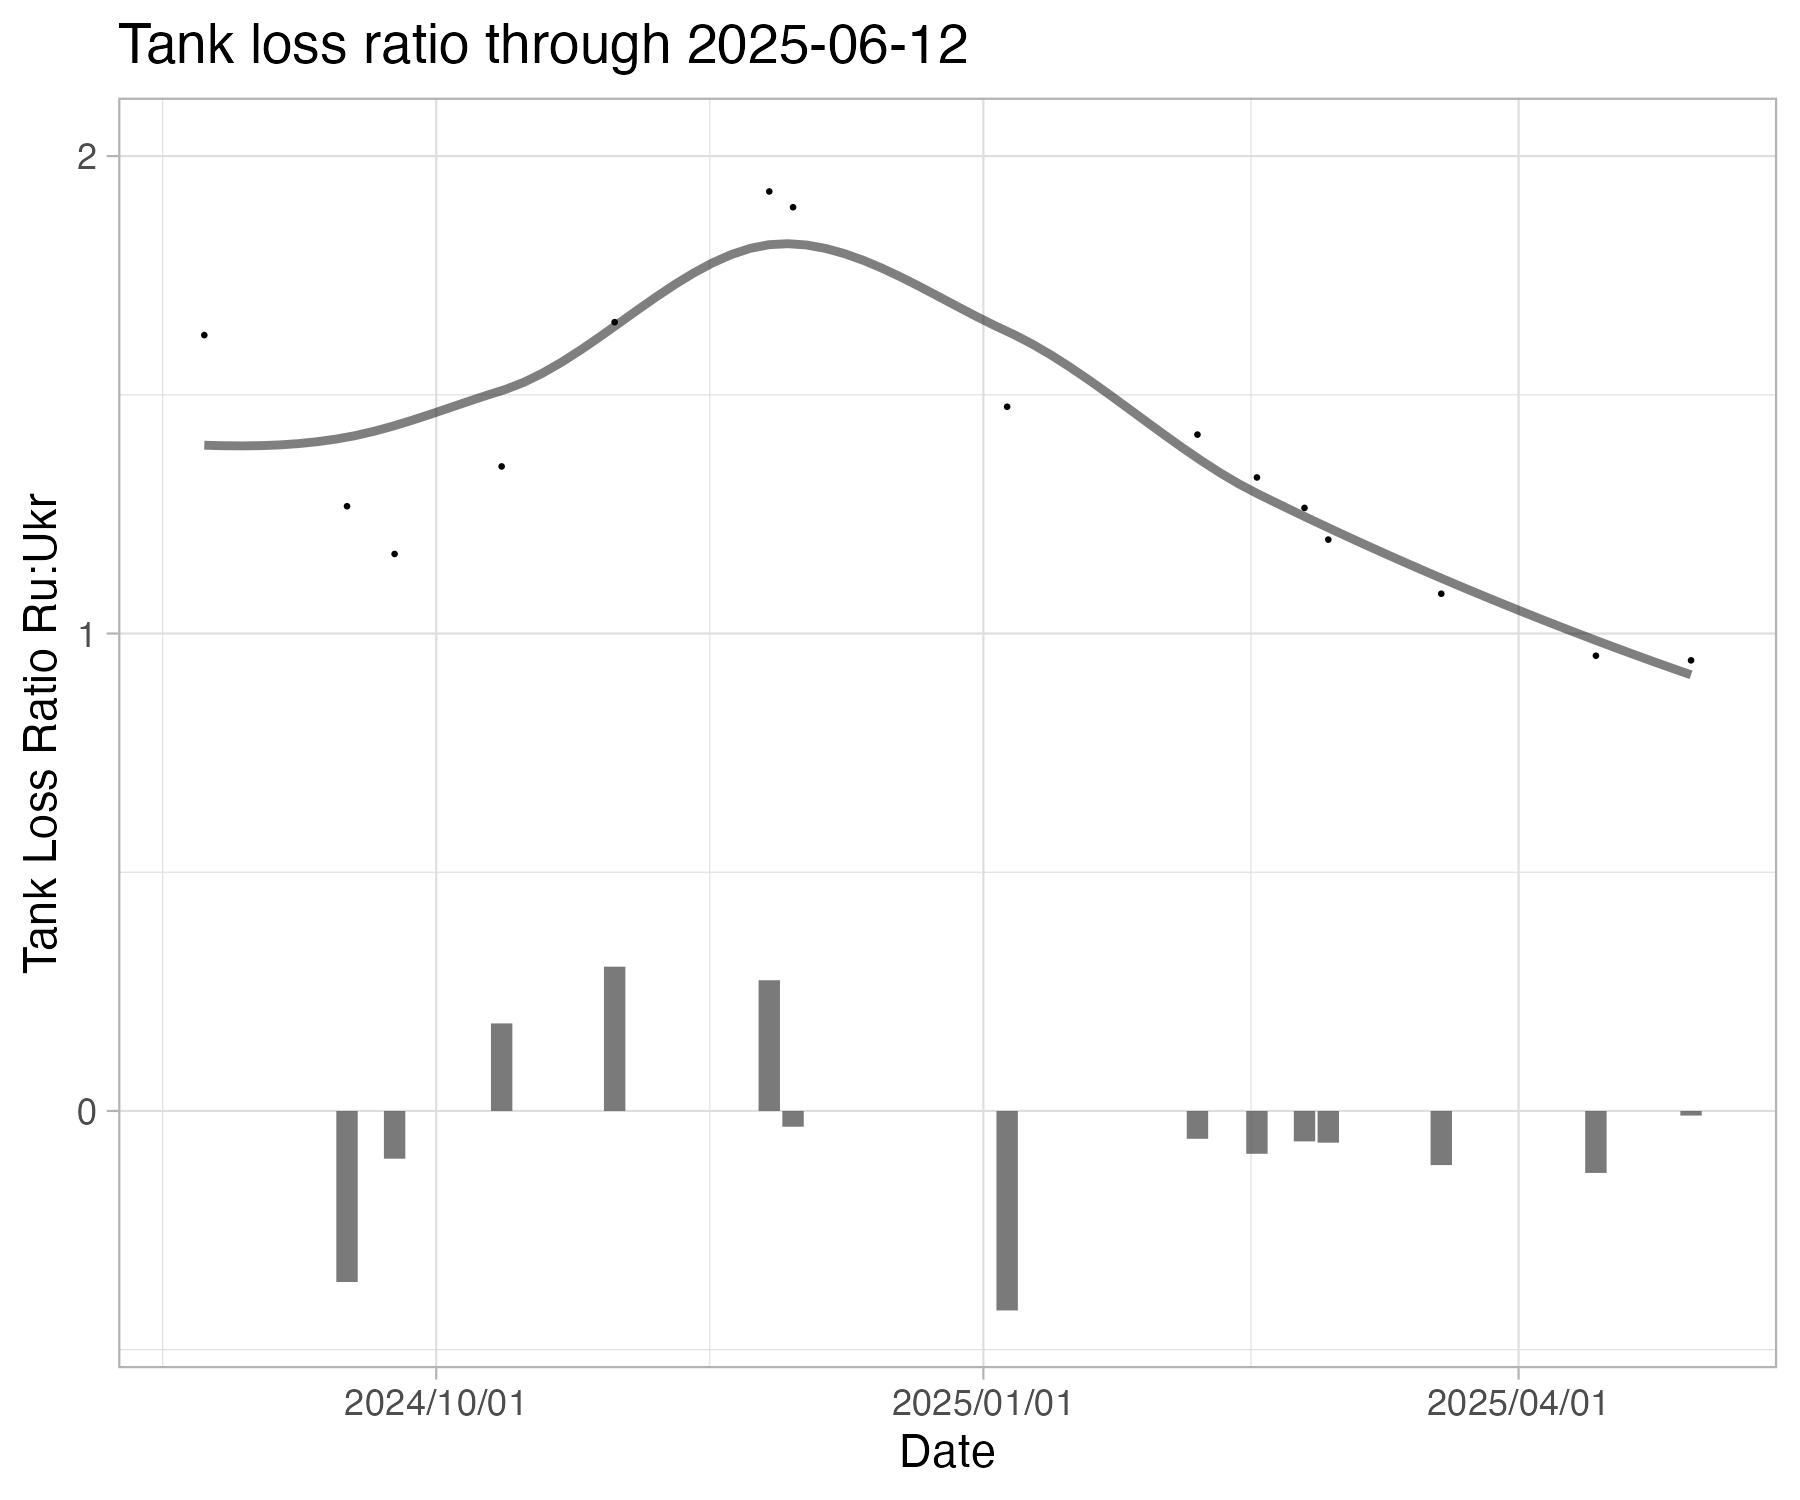 Tank loss ratio through 2025-06-12
Tank Loss Ratio Ru:Ukr
2
1
0
2024/10/01
2025/01/01
2025/04/01
Date